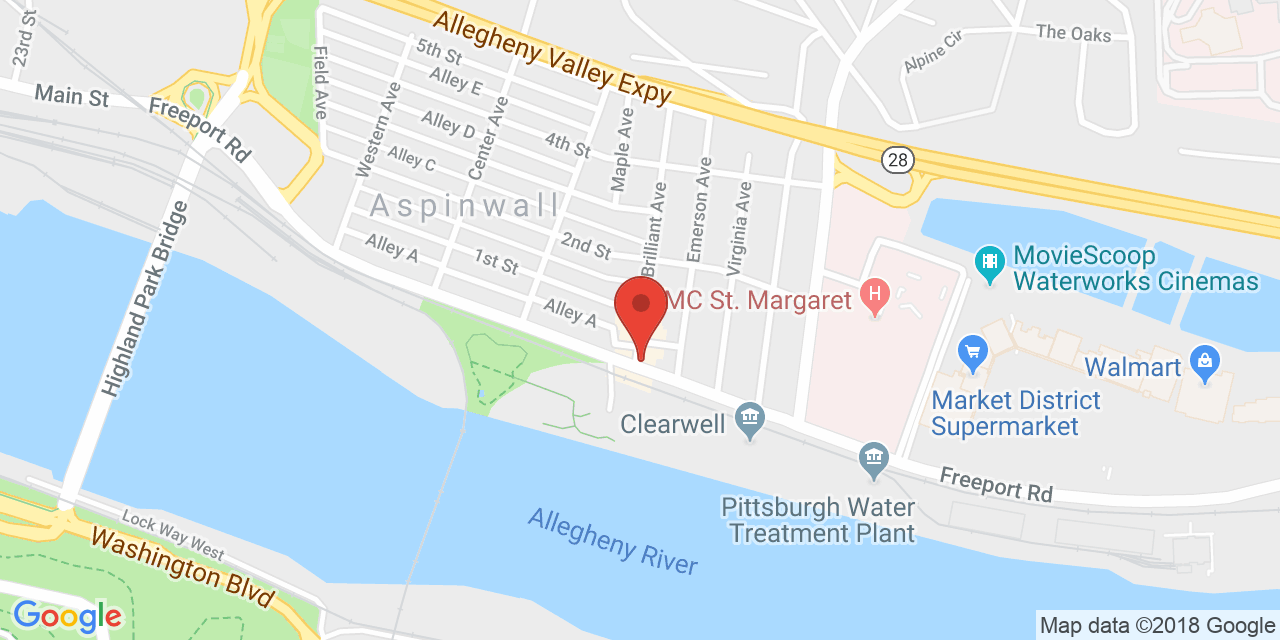 23rd St
Main St
Freeport Rd
Field Ave
Allegheny Valley Expy
5th St
Alley E
Alley D
Alley C
4th St
Western Ave
Center Ave
Maple Ave
Brilliant Ave
Emerson Ave
Virginia Ave
Alpine Cir
The Oaks
28
Aspinwall
2nd St
1st St
Alley A
Alley A
Highland Park Bridge
MC St. Margaret
H
MovieScoop
Waterworks Cinemas
Walmart
Market District
Supermarket
Clearwell
Pittsburgh Water
Treatment Plant
Freeport Rd
Allegheny River
Lock Way West
Washington Blvd
Google
Map data ©2018 Google